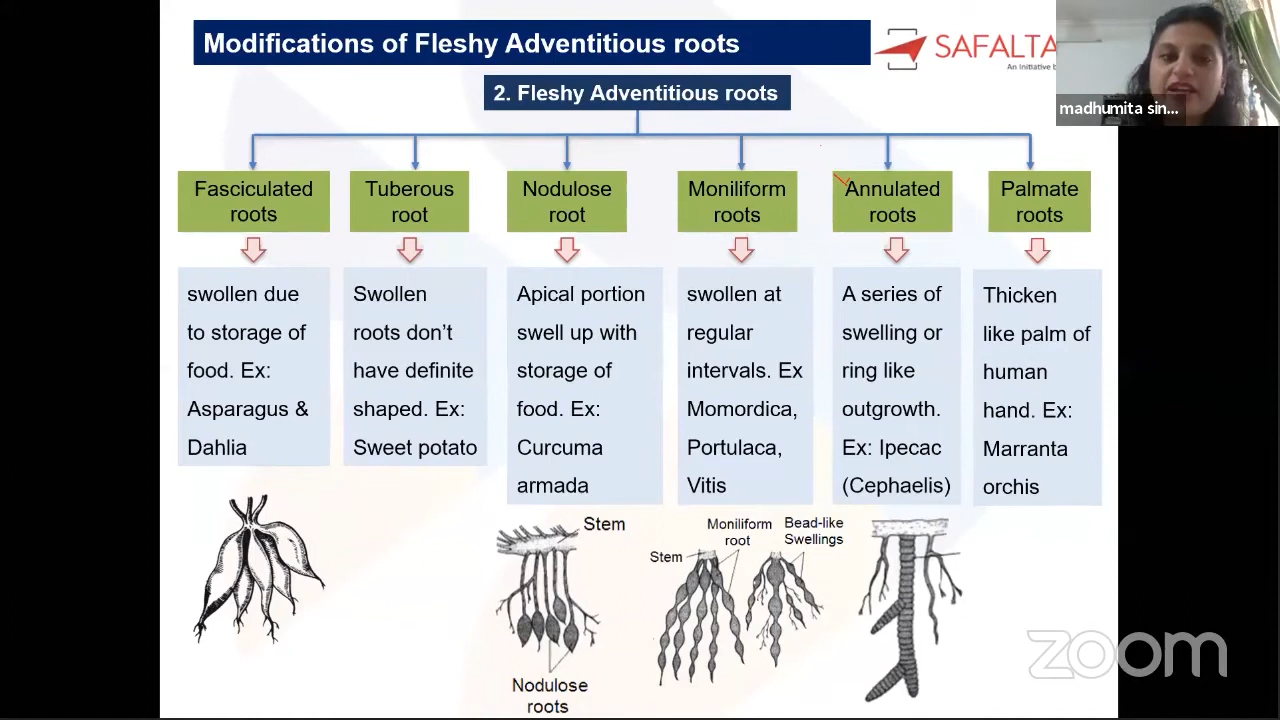 Modifications of Fleshy Adventitious roots
SAFALTA
An Initiative b
madhumita sin...
2. Fleshy Adventitious roots
Fasciculated
roots
Tuberous
root
Nodulose
root
Moniliform
roots
Annulated
roots
Palmate
roots
swollen due
to storage of
food. Ex:
Asparagus &
Dahlia
Swollen
roots don't
have definite
shaped. Ex:
Sweet potato
Apical portion
swell up with
storage of
food. Ex:
Curcuma
armada
swollen at
regular
intervals. Ex
Momordica,
Portulaca,
Vitis
A series of
swelling or
ring like
outgrowth.
Ex: Ipecac
(Cephaelis)
Thicken
like palm of
human
hand. Ex:
Marranta
orchis
Stem
Nodulose
roots
Stem
Moniliform
root
Bead-like
Swellings
zoom